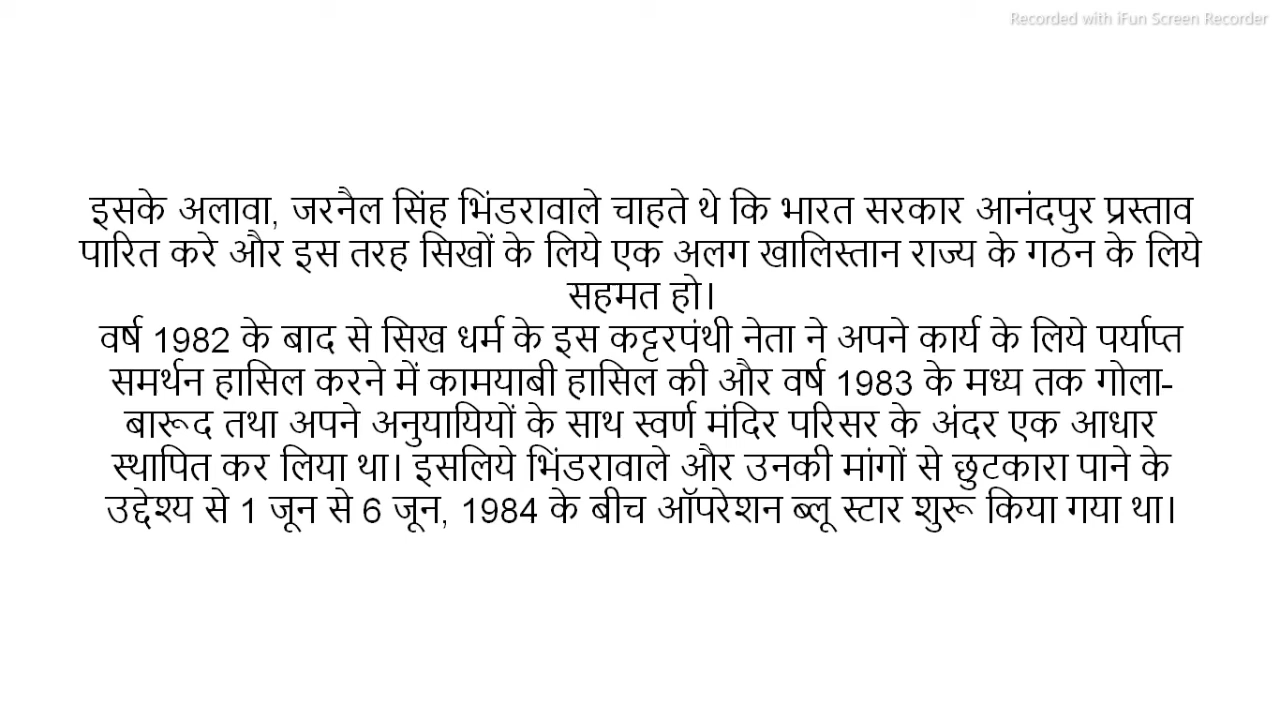 Recorded with iFun Screen Recorder
इसके अलावा, जरनैल सिंह भिंडरावाले चाहते थे कि भारत सरकार आनंदपुर प्रस्ताव
पारित करे और इस तरह सिखों के लिये एक अलग खालिस्तान राज्य के गठन के लिये
सहमत हो।
वर्ष 1982 के बाद से सिख धर्म के इस कट्टरपंथी नेता ने अपने कार्य के लिये पर्याप्त
समर्थन हासिल करने में कामयाबी हासिल की और वर्ष 1983 के मध्य तक गोला-
बारूद तथा अपने अनुयायियों के साथ स्वर्ण मंदिर परिसर के अंदर एक आधार
स्थापित कर लिया था। इसलिये भिंडरावाले और उनकी मांगों से छुटकारा पाने के
उद्देश्य से 1 जून से 6 जून, 1984 के बीच ऑपरेशन ब्लू स्टार शुरू किया गया था।